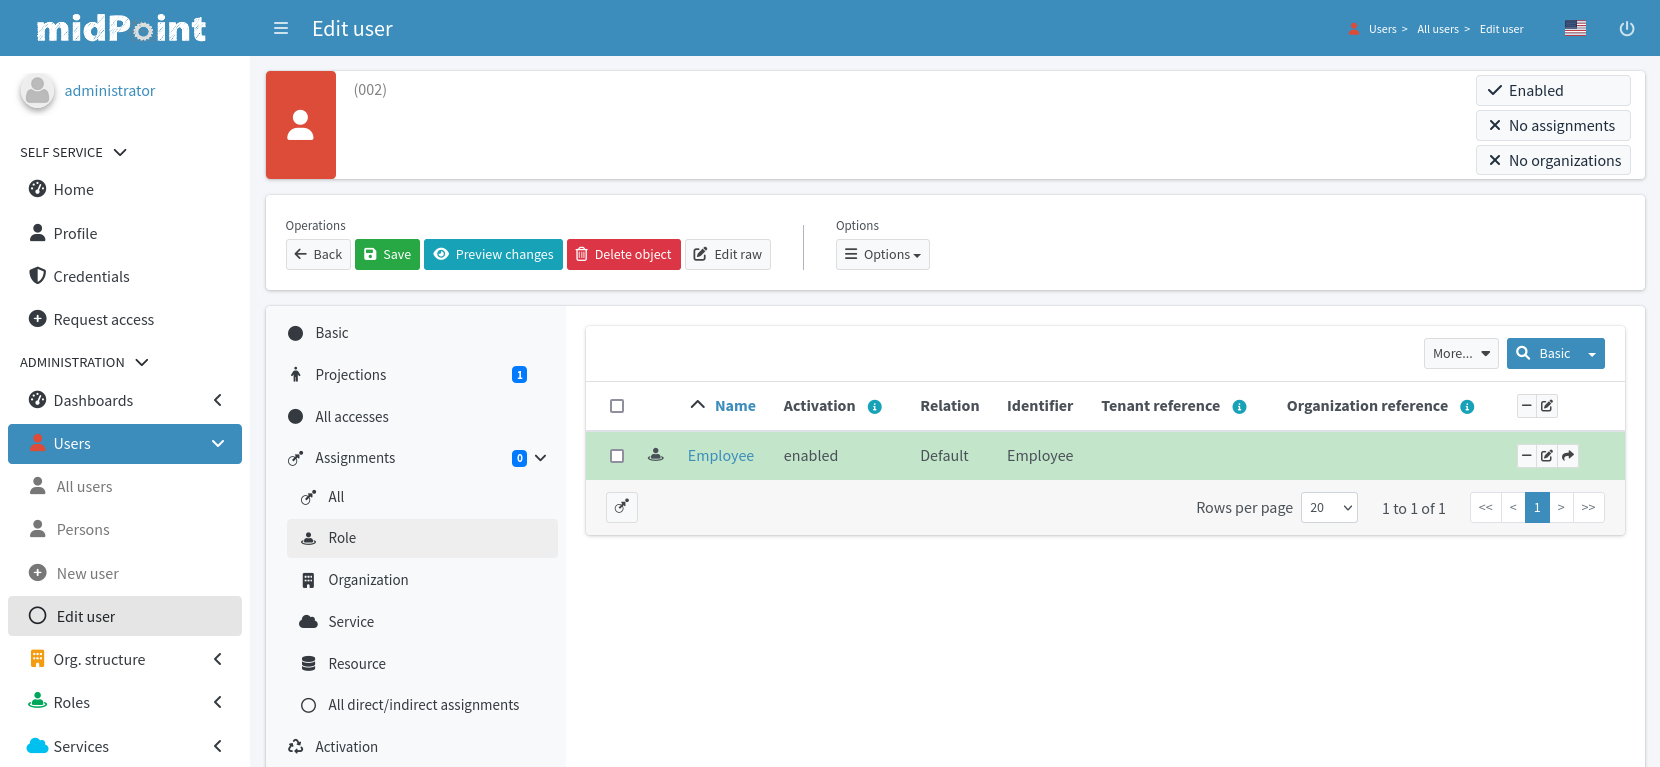 midPoint
Edit user
Users > All users > Edit user
administrator
SELF SERVICE
Home
Profile
Credentials
Request access
ADMINISTRATION
Dashboards
Users
All users
Persons
New user
Edit user
Org. structure
Roles
Services
(002)
Enabled
No assignments
No organizations
Operations
Back Save Preview changes Delete object Edit raw
Options
Options
Basic
Projections 1
All accesses
Assignments 0
All
Role
Organization
Service
Resource
All direct/indirect assignments
Activation
More... Basic
Name Activation Relation Identifier Tenant reference Organization reference
Employee enabled Default Employee
Rows per page 20 1 to 1 of 1 << < 1 > >>